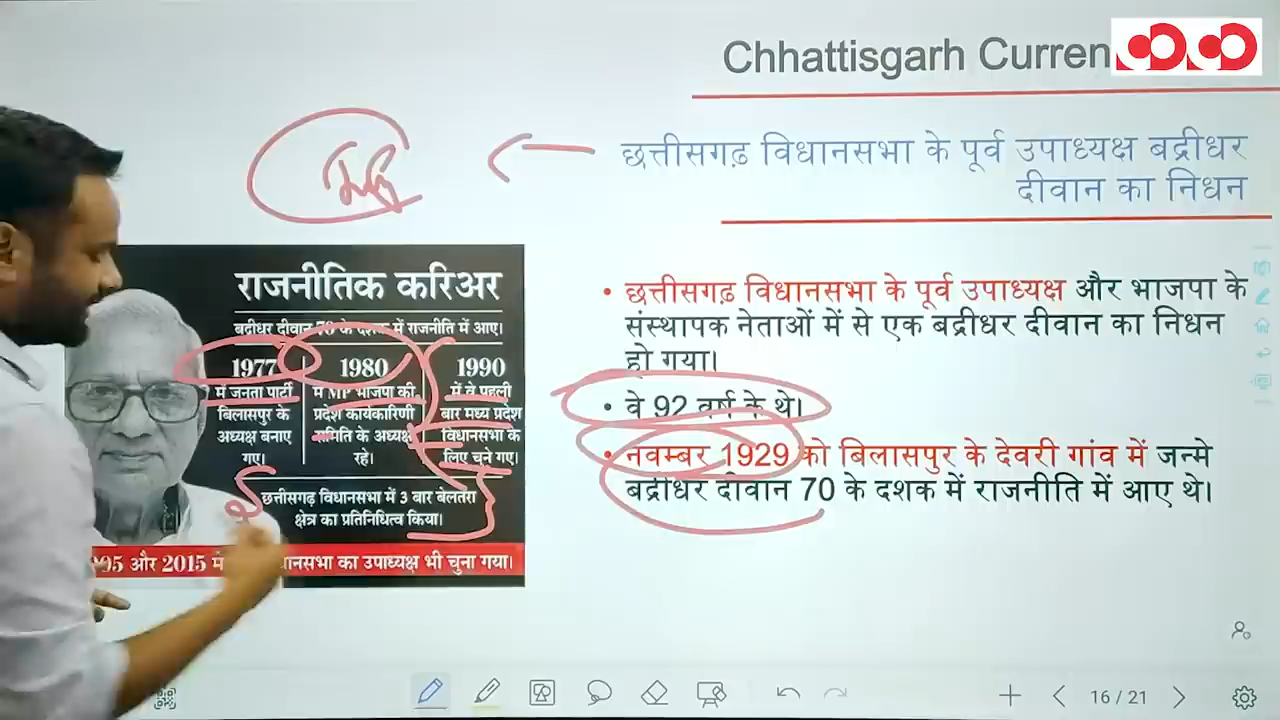 Chhattisgarh Curren
छत्तीसगढ़ विधानसभा के पूर्व उपाध्यक्ष बद्रीधर
दीवान का निधन
राजनीतिक करिअर
बद्रीधर दीवान 70 के दशक में राजनीति में आए।
1977
में जनता पार्टी
बिलासपुर के
अध्यक्ष बनाए
गए।
1980
में MP भाजपा की
प्रदेश कार्यकारिणी
समिति के अध्यक्ष
रहे।
1990
में वे पहली
बार मध्य प्रदेश
विधानसभा के
लिए चुने गए।
छत्तीसगढ़ विधानसभा में 3 बार बेलतरा
क्षेत्र का प्रतिनिधित्व किया।
और 2015 में
का उपाध्यक्ष भी चुना गया।
• छत्तीसगढ़ विधानसभा के पूर्व उपाध्यक्ष और भाजपा के
संस्थापक नेताओं में से एक बद्रीधर दीवान का निधन
हो गया।
• वे 92 वर्ष के थे।
• नवम्बर 1929 को बिलासपुर के देवरी गांव में जन्मे
बद्रीधर दीवान 70 के दशक में राजनीति में आए थे।
16 / 21